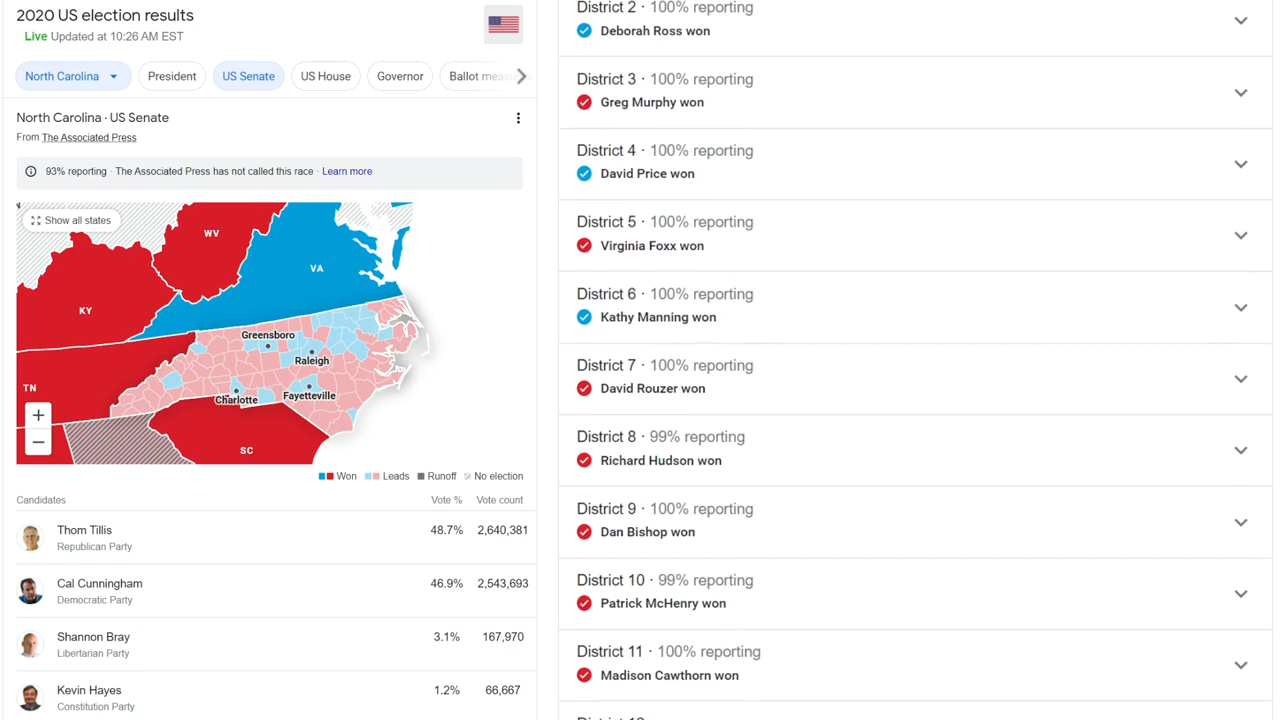 2020 US election results
Live Updated at 10:26 AM EST
North Carolina President US Senate US House Governor Ballot
North Carolina · US Senate
From The Associated Press
93% reporting · The Associated Press has not called this race · Learn more
Show all states
WV
VA
KY
Greensboro
Raleigh
TN
Charlotte
Fayetteville
+
−
SC
Won Leads Runoff No election
Candidates Vote % Vote count
Thom Tillis 48.7% 2,640,381
Republican Party
Cal Cunningham 46.9% 2,543,693
Democratic Party
Shannon Bray 3.1% 167,970
Libertarian Party
Kevin Hayes 1.2% 66,667
Constitution Party
District 2 · 100% reporting
Deborah Ross won
District 3 · 100% reporting
Greg Murphy won
District 4 · 100% reporting
David Price won
District 5 · 100% reporting
Virginia Foxx won
District 6 · 100% reporting
Kathy Manning won
District 7 · 100% reporting
David Rouzer won
District 8 · 99% reporting
Richard Hudson won
District 9 · 100% reporting
Dan Bishop won
District 10 · 99% reporting
Patrick McHenry won
District 11 · 100% reporting
Madison Cawthorn won